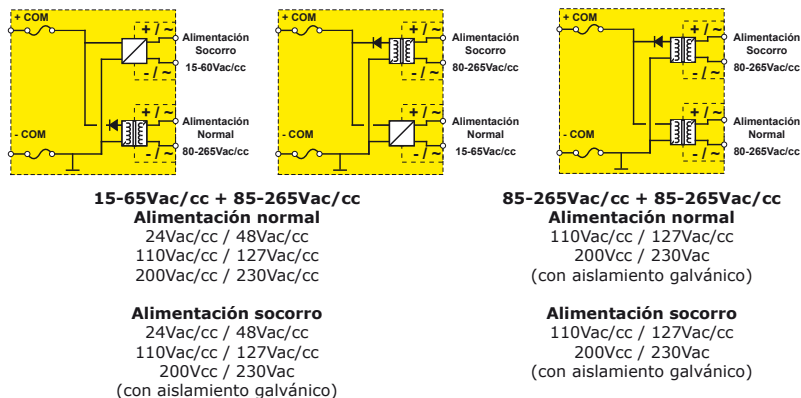 + COM
+ / ~
Alimentación
Socorro
15-60Vac/cc
- / ~
+ / ~
Alimentación
Normal
80-265Vac/cc
- COM
- / ~
+ COM
+ / ~
Alimentación
Socorro
80-265Vac/cc
- / ~
+ / ~
Alimentación
Normal
15-65Vac/cc
- COM
- / ~
+ COM
+ / ~
Alimentación
Socorro
80-265Vac/cc
- / ~
+ / ~
Alimentación
Normal
80-265Vac/cc
- COM
- / ~
15-65Vac/cc + 85-265Vac/cc
Alimentación normal
24Vac/cc / 48Vac/cc
110Vac/cc / 127Vac/cc
200Vac/cc / 230Vac/cc
Alimentación socorro
24Vac/cc / 48Vac/cc
110Vac/cc / 127Vac/cc
200Vcc / 230Vac
(con aislamiento galvánico)
85-265Vac/cc + 85-265Vac/cc
Alimentación normal
110Vac/cc / 127Vac/cc
200Vcc / 230Vac
(con aislamiento galvánico)
Alimentación socorro
110Vac/cc / 127Vac/cc
200Vcc / 230Vac
(con aislamiento galvánico)